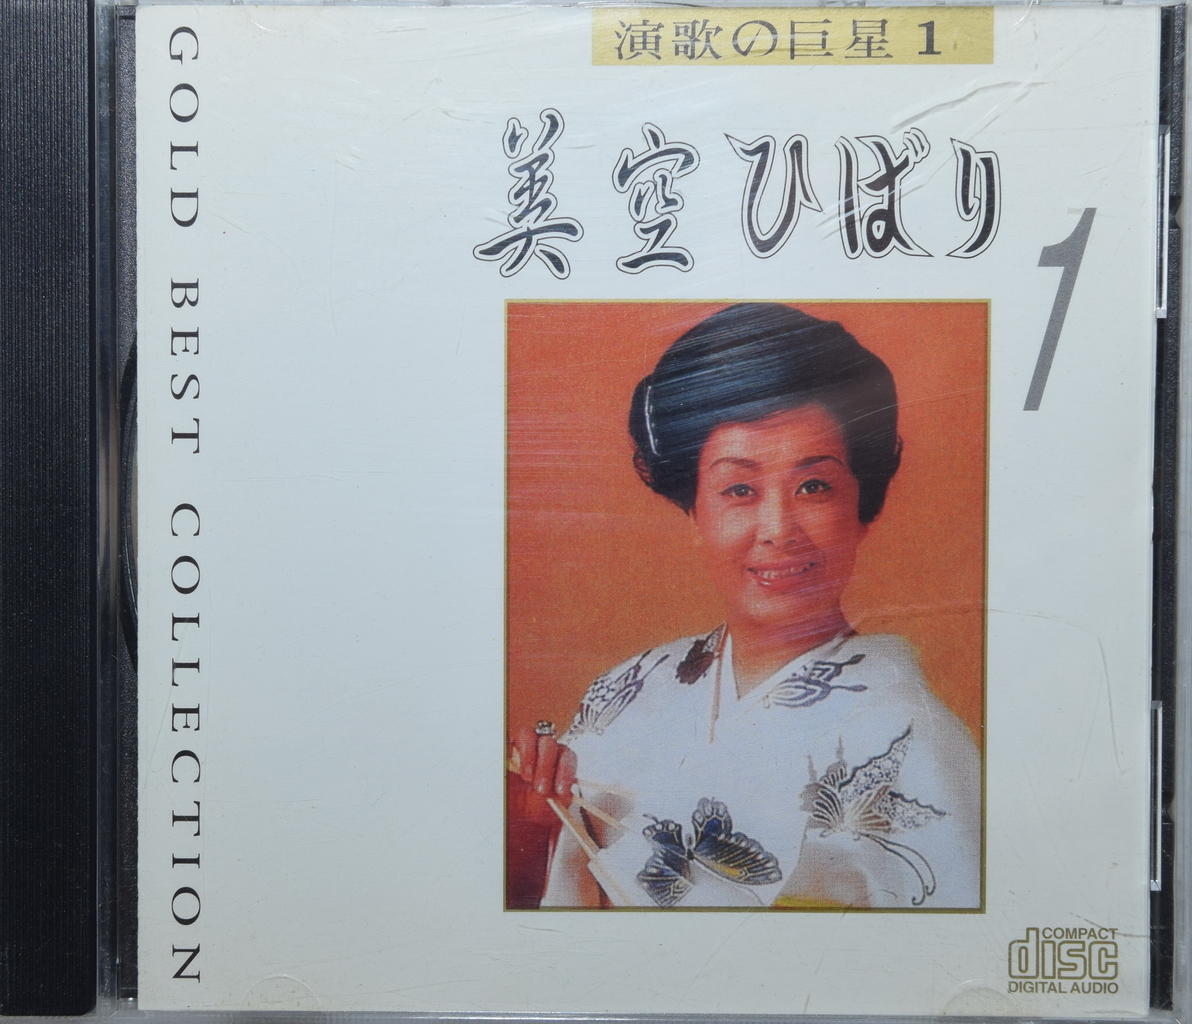 演歌の巨星 1
美空ひばり
1
GOLD BEST COLLECTION
COMPACT
disc
DIGITAL AUDIO